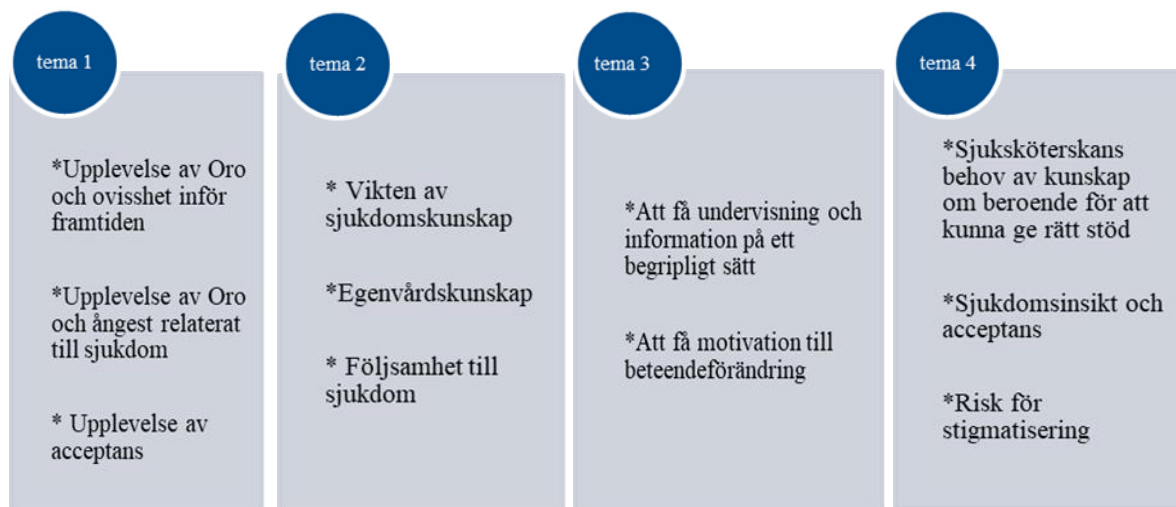 tema 1
*Upplevelse av Oro
och ovisshet inför
framtiden
*Upplevelse av Oro
och ångest relaterat
till sjukdom
* Upplevelse av
acceptans
tema 2
* Vikten av
sjukdomskunskap
*Egenvårdskunskap
* Följsamhet till
sjukdom
tema 3
*Att få undervisning och
information på ett
begripligt sätt
*Att få motivation till
beteendeförändring
tema 4
*Sjuksköterskans
behov av kunskap
om beroende för att
kunna ge rätt stöd
*Sjukdomsinsikt och
acceptans
*Risk för
stigmatisering